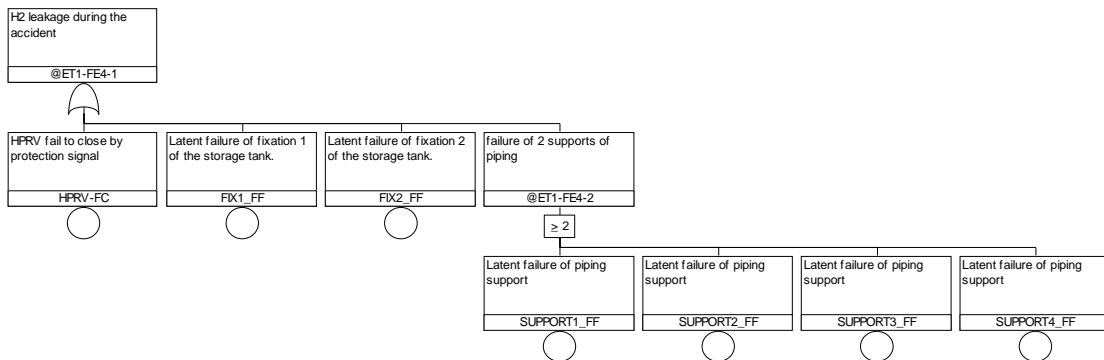 H2 leakage during the
accident
@ET1-FE4-1
HPRV fail to close by
protection signal
HPRV-FC
Latent failure of fixation 1
of the storage tank.
FIX1_FF
Latent failure of fixation 2
of the storage tank.
FIX2_FF
failure of 2 supports of
piping
@ET1-FE4-2
≥ 2
Latent failure of piping
support
SUPPORT1_FF
Latent failure of piping
support
SUPPORT2_FF
Latent failure of piping
support
SUPPORT3_FF
Latent failure of piping
support
SUPPORT4_FF